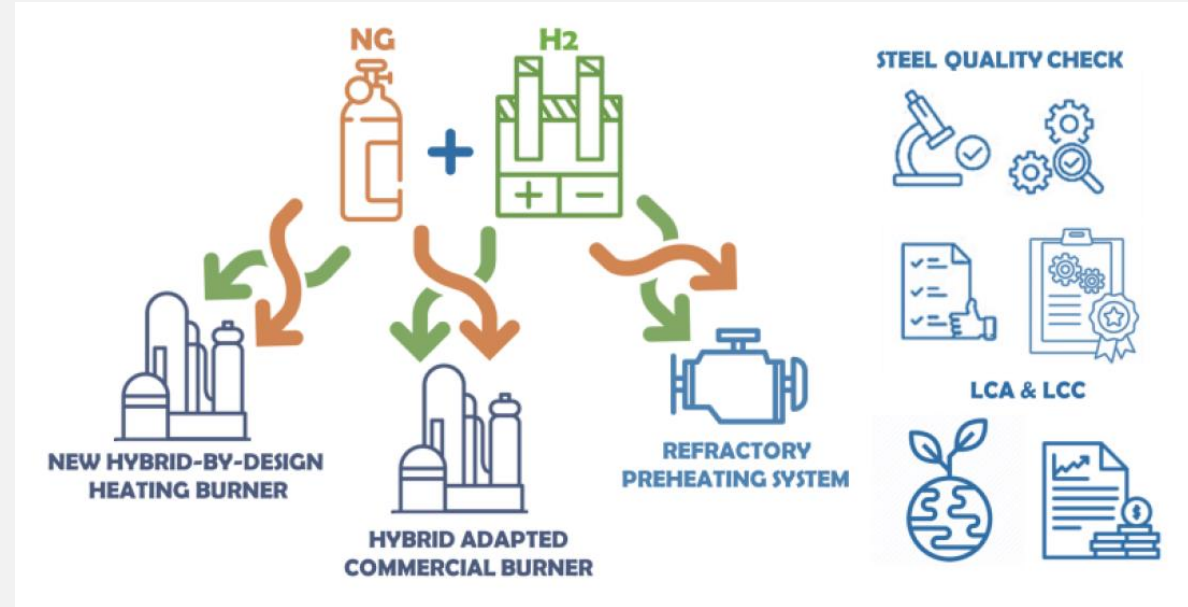 NG
H2
+
+
−
NEW HYBRID-BY-DESIGN
HEATING BURNER
HYBRID ADAPTED
COMMERCIAL BURNER
REFRACTORY
PREHEATING SYSTEM
STEEL QUALITY CHECK
LCA & LCC
$